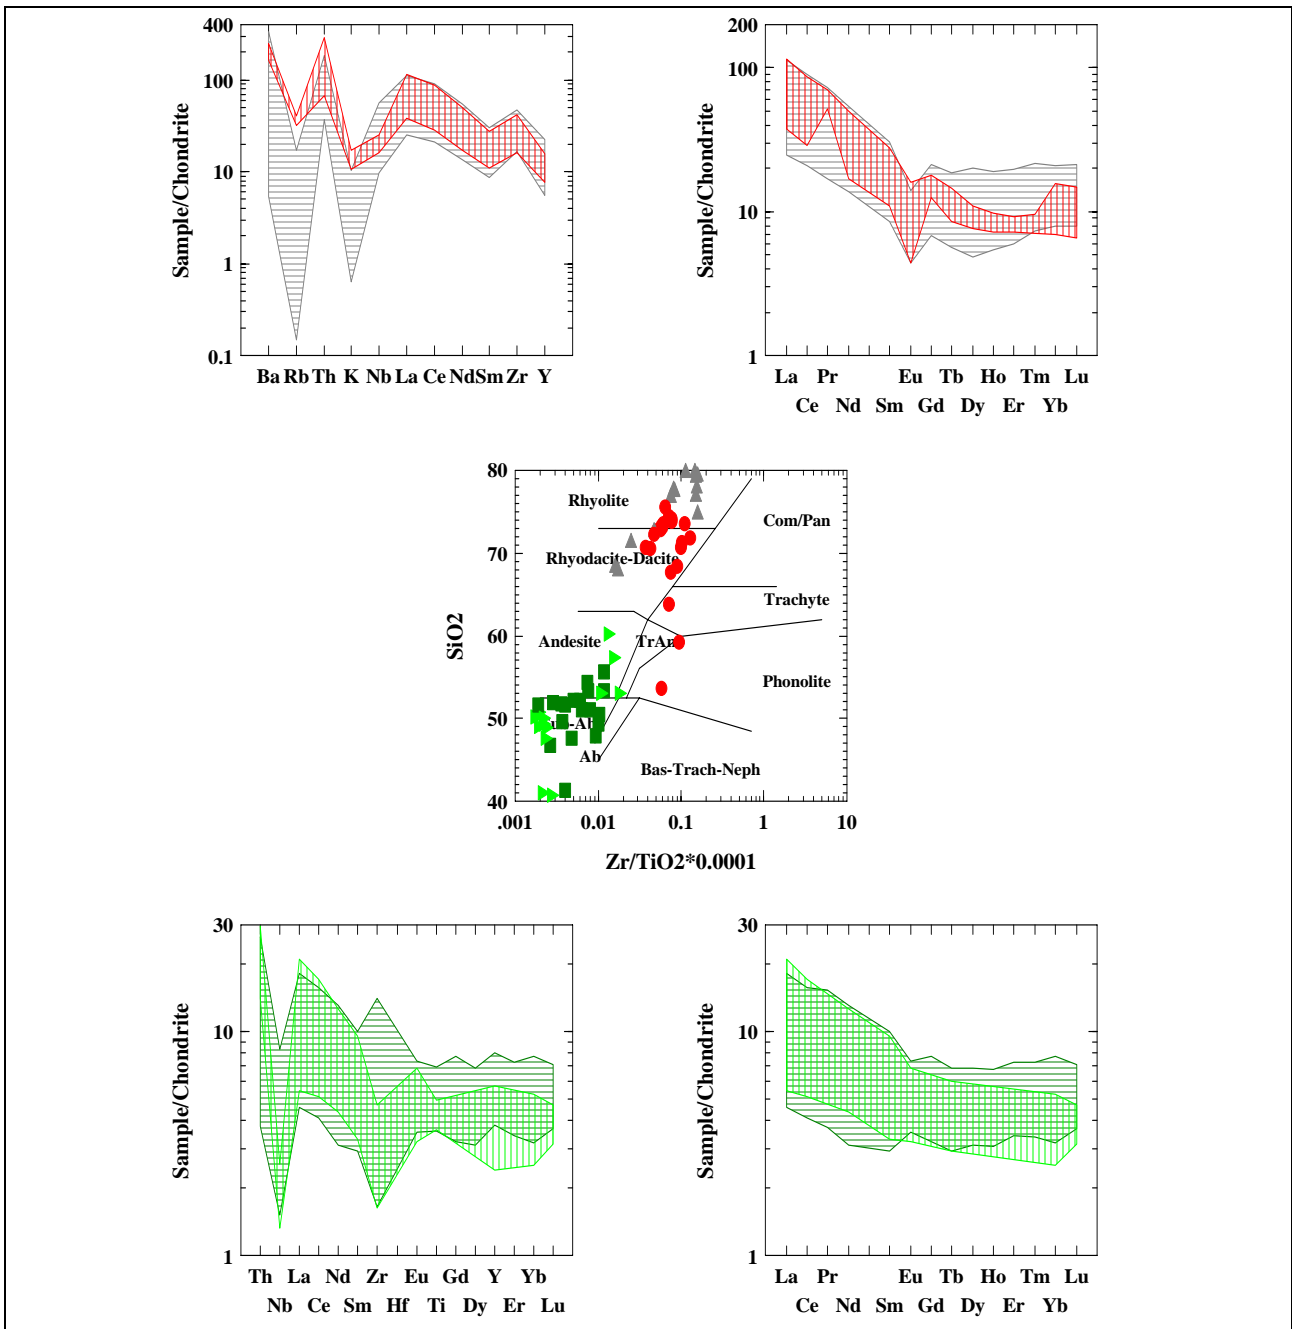 400
100
10
1
0.1
Sample/Chondrite
Ba Rb Th K Nb La Ce Nd Sm Zr Y
200
100
10
1
Sample/Chondrite
La Pr Eu Tb Ho Tm Lu
Ce Nd Sm Gd Dy Er Yb
80
70
60
50
40
SiO2
Rhyolite
Com/Pan
Rhyodacite-Dacite
Trachyte
Andesite
TrAn
Phonolite
Ab
Bas-Trach-Neph
.001 0.01 0.1 1 10
Zr/TiO2*0.0001
30
10
1
Sample/Chondrite
Th La Nd Zr Eu Gd Y Yb
Nb Ce Sm Hf Ti Dy Er Lu
30
10
1
Sample/Chondrite
La Pr Eu Tb Ho Tm Lu
Ce Nd Sm Gd Dy Er Yb